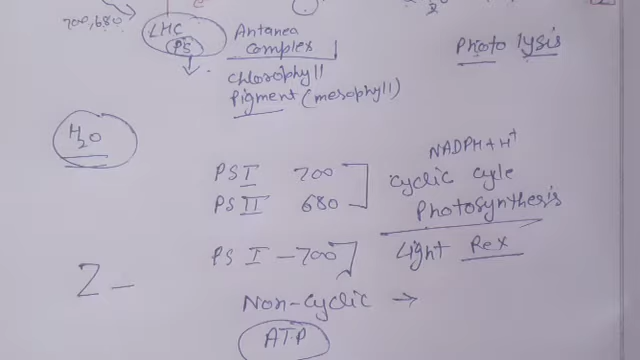 700,680
LHC
PS
Antanea
complex
chlorophyll
Pigment (mesophyll)
Photo lysis
H2O
NADPH + H+
PS I 700
PS II 680
cyclic cycle
Photosynthesis
PS I - 700
Light Rex
Z -
Non-cyclic →
ATP